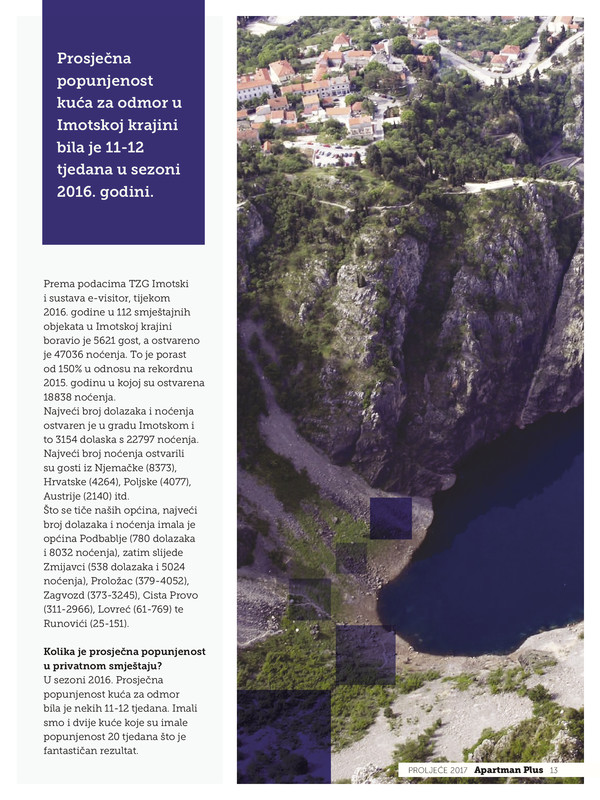 Prosječna
popunjenost
kuća za odmor u
Imotskoj krajini
bila je 11-12
tjedana u sezoni
2016. godini.
Prema podacima TZG Imotski
i sustava e-visitor, tijekom
2016. godine u 112 smještajnih
objekata u Imotskoj krajini
boravio je 5621 gost, a ostvareno
je 47036 noćenja. To je porast
od 150% u odnosu na rekordnu
2015. godinu u kojoj su ostvarena
18838 noćenja.
Najveći broj dolazaka i noćenja
ostvaren je u gradu Imotskom i
to 3154 dolaska s 22797 noćenja.
Najveći broj noćenja ostvarili
su gosti iz Njemačke (8373),
Hrvatske (4264), Poljske (4077),
Austrije (2140) itd.
Što se tiče naših općina, najveći
broj dolazaka i noćenja imala je
općina Podbablje (780 dolazaka
i 8032 noćenja), zatim slijede
Zmijavci (538 dolazaka i 5024
noćenja), Proložac (379-4052),
Zagvozd (373-3245), Cista Provo
(311-2966), Lovreć (61-769) te
Runovići (25-151).
Kolika je prosječna popunjenost
u privatnom smještaju?
U sezoni 2016. Prosječna
popunjenost kuća za odmor
bila je nekih 11-12 tjedana. Imali
smo i dvije kuće koje su imale
popunjenost 20 tjedana što je
fantastičan rezultat.
PROLJEĆE 2017 Apartman Plus 13